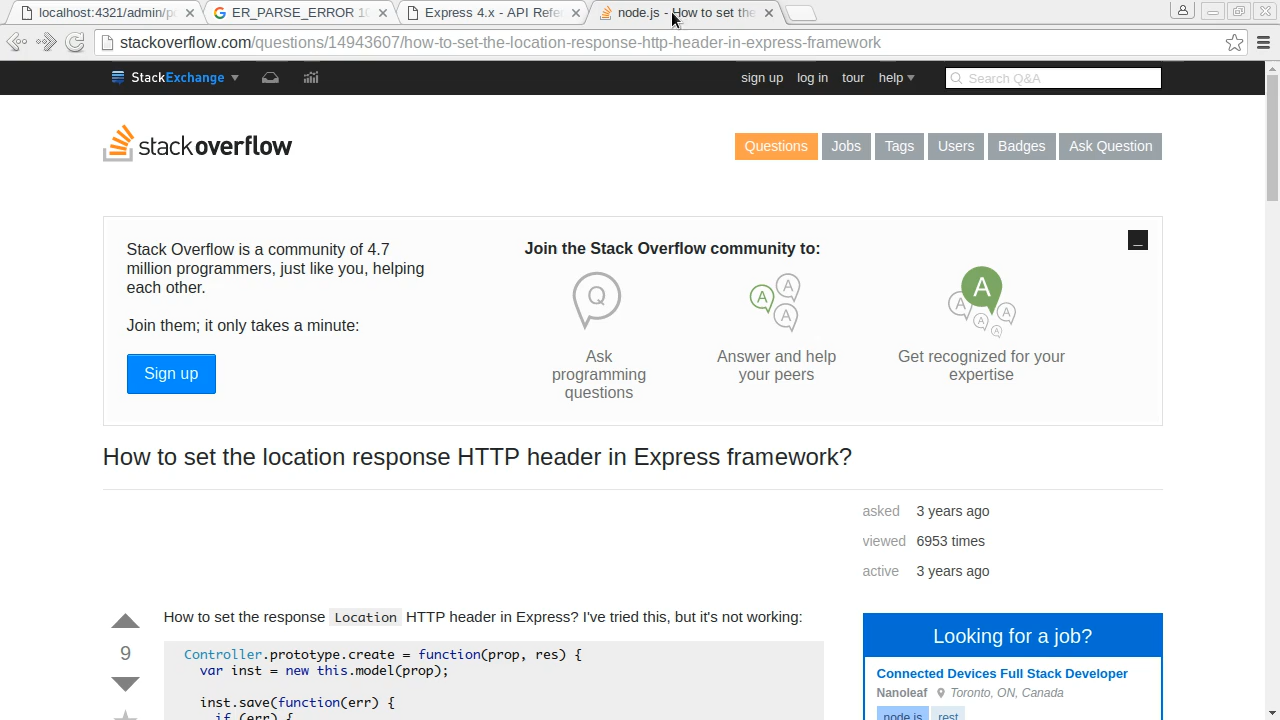 localhost:4321/admin/po
ER_PARSE_ERROR 10
Express 4.x - API Refer
node.js - How to set the
stackoverflow.com/questions/14943607/how-to-set-the-location-response-http-header-in-express-framework
StackExchange
sign up log in tour help
Search Q&A
stackoverflow
Questions Jobs Tags Users Badges Ask Question
Stack Overflow is a community of 4.7
million programmers, just like you, helping
each other.
Join them; it only takes a minute:
Sign up
Join the Stack Overflow community to:
_
Q
A A A
A A A A A
Ask
programming
questions
Answer and help
your peers
Get recognized for your
expertise
How to set the location response HTTP header in Express framework?
asked 3 years ago
viewed 6953 times
active 3 years ago
9
How to set the response Location HTTP header in Express? I've tried this, but it's not working:
Controller.prototype.create = function(prop, res) {
var inst = new this.model(prop);
inst.save(function(err) {
if (err) {
Looking for a job?
Connected Devices Full Stack Developer
Nanoleaf Toronto, ON, Canada
node.js rest